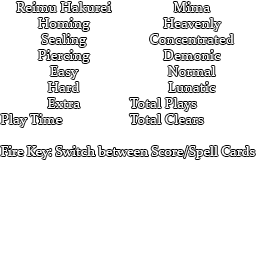 Reimu Hakurei Mima
Homing Heavenly
Sealing Concentrated
Piercing Demonic
Easy Normal
Hard Lunatic
Extra Total Plays
Play Time Total Clears
Fire Key: Switch between Score/Spell Cards